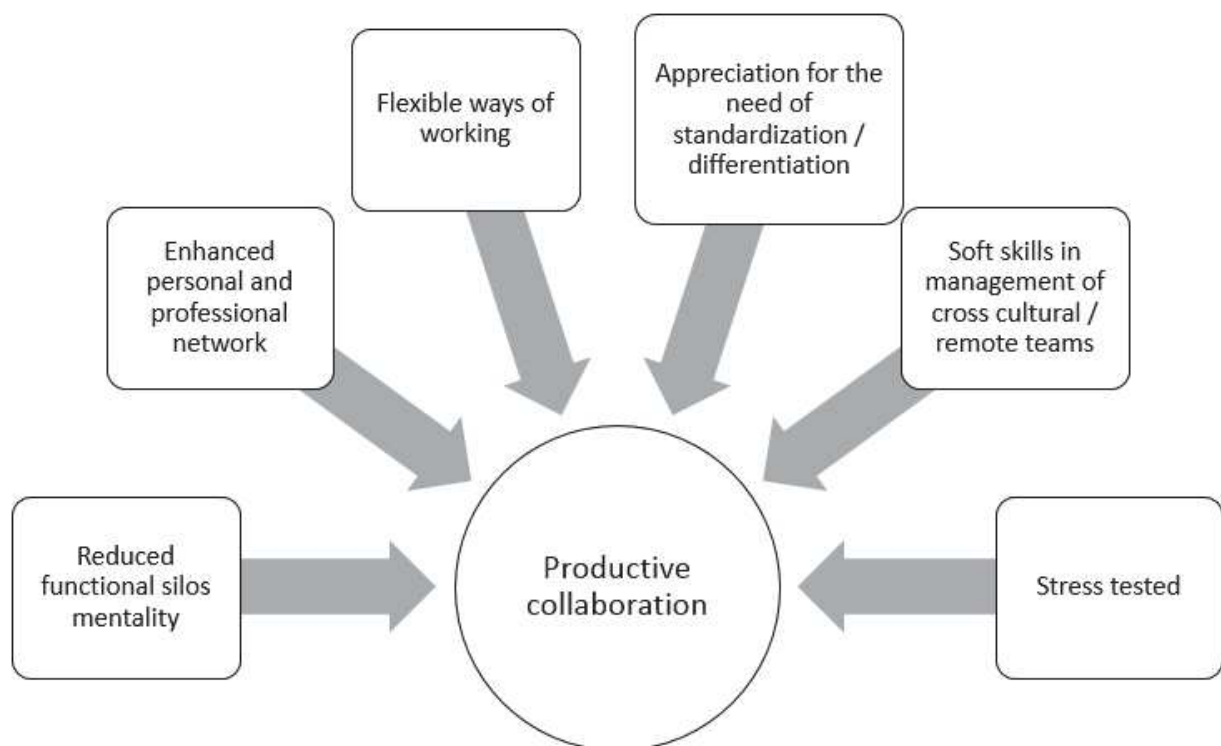 Flexible ways of
working
Appreciation for the
need of
standardization /
differentiation
Enhanced
personal and
professional
network
Soft skills in
management of
cross cultural /
remote teams
Reduced
functional silos
mentality
Productive
collaboration
Stress tested